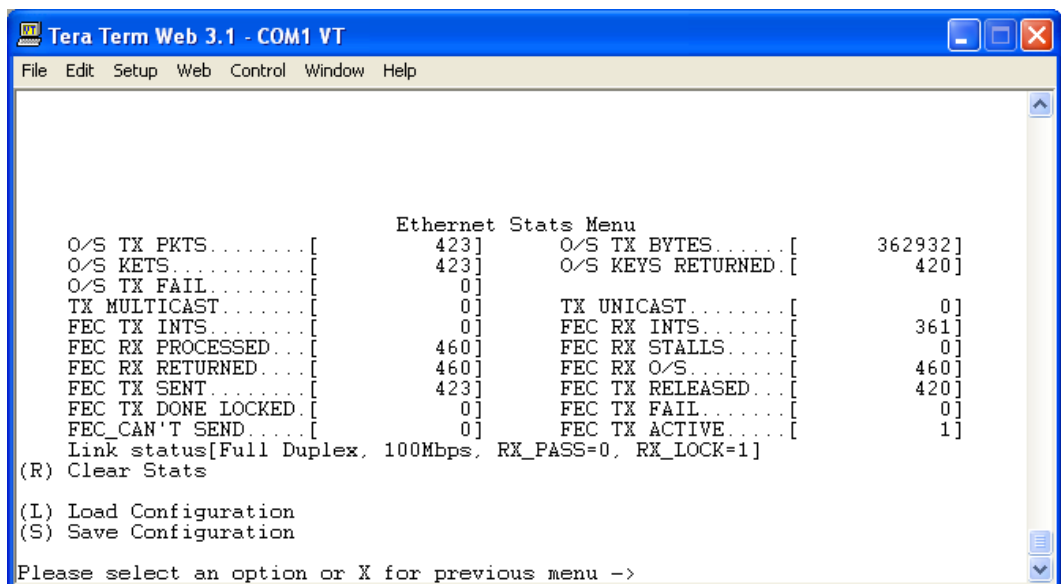 Tera Term Web 3.1 - COM1 VT
File Edit Setup Web Control Window Help
Ethernet Stats Menu
O/S TX PKTS........[ 423] O/S TX BYTES......[ 362932]
O/S KETS...........[ 423] O/S KEYS RETURNED.[ 420]
O/S TX FAIL........[ 0]
TX MULTICAST.......[ 0] TX UNICAST........[ 0]
FEC TX INTS........[ 0] FEC RX INTS.......[ 361]
FEC RX PROCESSED...[ 460] FEC RX STALLS.....[ 0]
FEC RX RETURNED....[ 460] FEC RX O/S........[ 460]
FEC TX SENT........[ 423] FEC TX RELEASED...[ 420]
FEC TX DONE LOCKED.[ 0] FEC TX FAIL.......[ 0]
FEC_CAN'T SEND.....[ 0] FEC TX ACTIVE.....[ 1]
Link status[Full Duplex, 100Mbps, RX_PASS=0, RX_LOCK=1]
(R) Clear Stats
(L) Load Configuration
(S) Save Configuration
Please select an option or X for previous menu ->